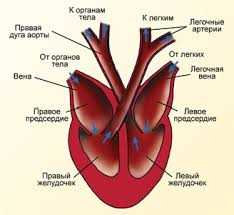 К органам
тела
К легким
Правая
дуга аорты
Легочные
артерии
От органов
тела
От легких
Вена
Легочная
вена
Правое
предсердие
Левое
предсердие
Правый
желудочек
Левый
желудочек